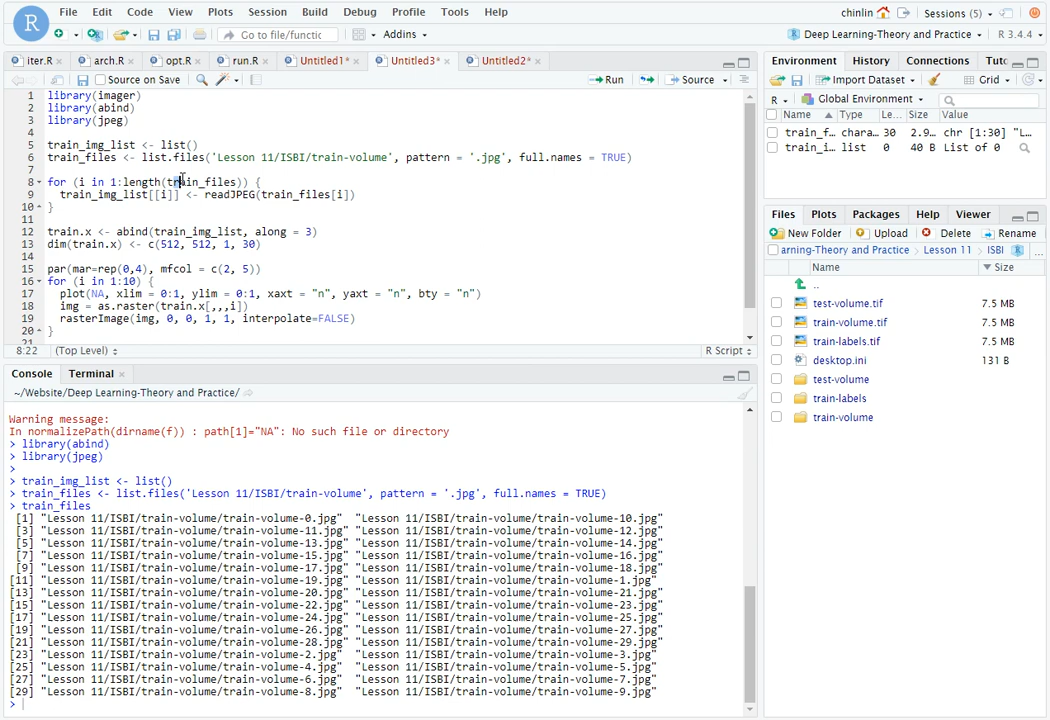 File Edit Code View Plots Session Build Debug Profile Tools Help
chinlin Sessions (5)
Go to file/functic Addins
Deep Learning-Theory and Practice R 3.4.4
iter.R arch.R opt.R run.R Untitled1* Untitled3* Untitled2*
Source on Save Run Source
1 library(imager)
2 library(abind)
3 library(jpeg)
4
5 train_img_list <- list()
6 train_files <- list.files('Lesson 11/ISBI/train-volume', pattern = '.jpg', full.names = TRUE)
7
8 for (i in 1:length(train_files)) {
9 train_img_list[[i]] <- readJPEG(train_files[i])
10 }
11
12 train.x <- abind(train_img_list, along = 3)
13 dim(train.x) <- c(512, 512, 1, 30)
14
15 par(mar=rep(0,4), mfcol = c(2, 5))
16 for (i in 1:10) {
17 plot(NA, xlim = 0:1, ylim = 0:1, xaxt = "n", yaxt = "n", bty = "n")
18 img = as.raster(train.x[,,,i])
19 rasterImage(img, 0, 0, 1, 1, interpolate=FALSE)
20 }
21
8:22 (Top Level) R Script
Console Terminal
~/Website/Deep Learning-Theory and Practice/
Warning message:
In normalizePath(dirname(f)) : path[1]="NA": No such file or directory
> library(abind)
> library(jpeg)
>
> train_img_list <- list()
> train_files <- list.files('Lesson 11/ISBI/train-volume', pattern = '.jpg', full.names = TRUE)
> train_files
[1] "Lesson 11/ISBI/train-volume/train-volume-0.jpg" "Lesson 11/ISBI/train-volume/train-volume-10.jpg"
[3] "Lesson 11/ISBI/train-volume/train-volume-11.jpg" "Lesson 11/ISBI/train-volume/train-volume-12.jpg"
[5] "Lesson 11/ISBI/train-volume/train-volume-13.jpg" "Lesson 11/ISBI/train-volume/train-volume-14.jpg"
[7] "Lesson 11/ISBI/train-volume/train-volume-15.jpg" "Lesson 11/ISBI/train-volume/train-volume-16.jpg"
[9] "Lesson 11/ISBI/train-volume/train-volume-17.jpg" "Lesson 11/ISBI/train-volume/train-volume-18.jpg"
[11] "Lesson 11/ISBI/train-volume/train-volume-19.jpg" "Lesson 11/ISBI/train-volume/train-volume-1.jpg"
[13] "Lesson 11/ISBI/train-volume/train-volume-20.jpg" "Lesson 11/ISBI/train-volume/train-volume-21.jpg"
[15] "Lesson 11/ISBI/train-volume/train-volume-22.jpg" "Lesson 11/ISBI/train-volume/train-volume-23.jpg"
[17] "Lesson 11/ISBI/train-volume/train-volume-24.jpg" "Lesson 11/ISBI/train-volume/train-volume-25.jpg"
[19] "Lesson 11/ISBI/train-volume/train-volume-26.jpg" "Lesson 11/ISBI/train-volume/train-volume-27.jpg"
[21] "Lesson 11/ISBI/train-volume/train-volume-28.jpg" "Lesson 11/ISBI/train-volume/train-volume-29.jpg"
[23] "Lesson 11/ISBI/train-volume/train-volume-2.jpg" "Lesson 11/ISBI/train-volume/train-volume-3.jpg"
[25] "Lesson 11/ISBI/train-volume/train-volume-4.jpg" "Lesson 11/ISBI/train-volume/train-volume-5.jpg"
[27] "Lesson 11/ISBI/train-volume/train-volume-6.jpg" "Lesson 11/ISBI/train-volume/train-volume-7.jpg"
[29] "Lesson 11/ISBI/train-volume/train-volume-8.jpg" "Lesson 11/ISBI/train-volume/train-volume-9.jpg"
>
Environment History Connections Tutc
Import Dataset Grid
R Global Environment
Name Type Le... Size Value
train_f... chara... 30 2.9... chr [1:30] "L...
train_i... list 0 40 B List of 0
Files Plots Packages Help Viewer
New Folder Upload Delete Rename
arning-Theory and Practice Lesson 11 ISBI ...
Name Size
..
test-volume.tif 7.5 MB
train-volume.tif 7.5 MB
train-labels.tif 7.5 MB
desktop.ini 131 B
test-volume
train-labels
train-volume